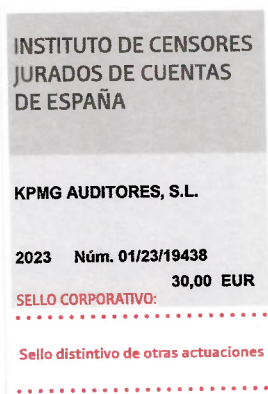 INSTITUTO DE CENSORES
JURADOS DE CUENTAS
DE ESPAÑA
KPMG AUDITORES, S.L.
2023 Núm. 01/23/19438
30,00 EUR
SELLO CORPORATIVO:
Sello distintivo de otras actuaciones